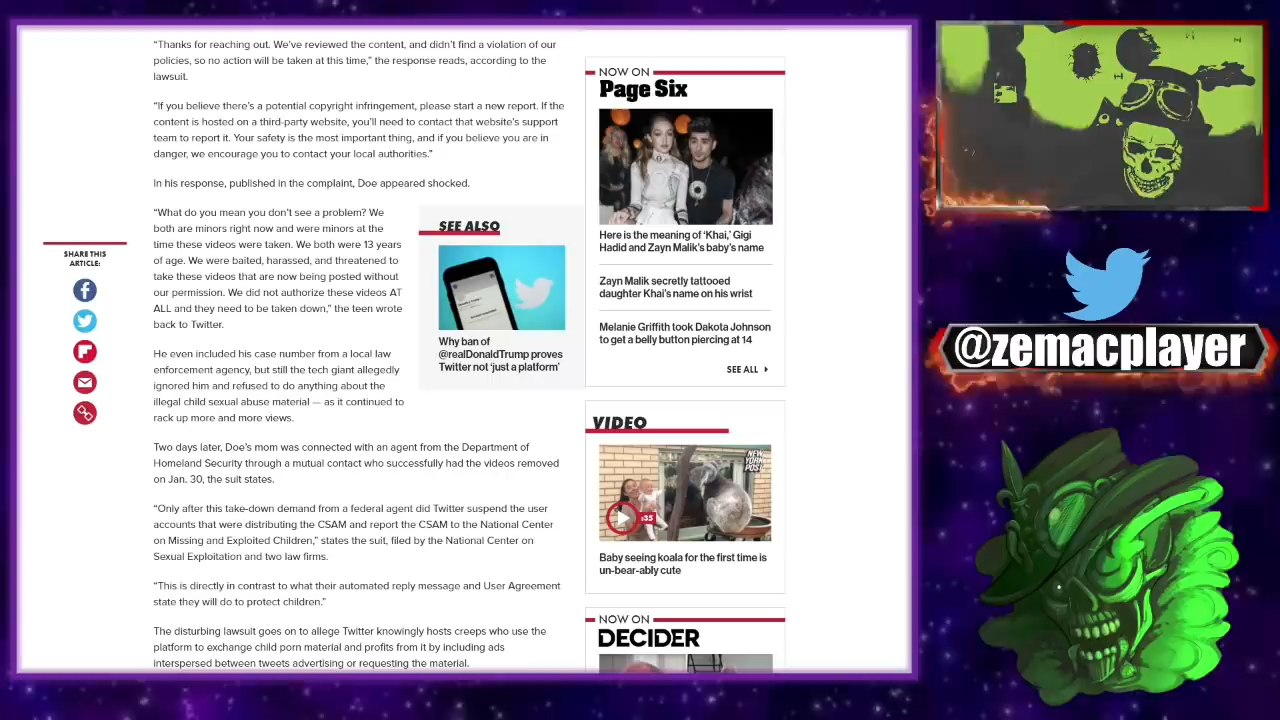 “Thanks for reaching out. We’ve reviewed the content, and didn’t find a violation of our
policies, so no action will be taken at this time,” the response reads, according to the
lawsuit.
“If you believe there’s a potential copyright infringement, please start a new report. If the
content is hosted on a third-party website, you’ll need to contact that website’s support
team to report it. Your safety is the most important thing, and if you believe you are in
danger, we encourage you to contact your local authorities.”
In his response, published in the complaint, Doe appeared shocked.
“What do you mean you don’t see a problem? We
both are minors right now and were minors at the
time these videos were taken. We both were 13 years
of age. We were baited, harassed, and threatened to
take these videos that are now being posted without
our permission. We did not authorize these videos AT
ALL and they need to be taken down,” the teen wrote
back to Twitter.
He even included his case number from a local law
enforcement agency, but still the tech giant allegedly
ignored him and refused to do anything about the
illegal child sexual abuse material — as it continued to
rack up more and more views.
Two days later, Doe’s mom was connected with an agent from the Department of
Homeland Security through a mutual contact who successfully had the videos removed
on Jan. 30, the suit states.
“Only after this take-down demand from a federal agent did Twitter suspend the user
accounts that were distributing the CSAM and report the CSAM to the National Center
on Missing and Exploited Children,” states the suit, filed by the National Center on
Sexual Exploitation and two law firms.
“This is directly in contrast to what their automated reply message and User Agreement
state they will do to protect children.”
The disturbing lawsuit goes on to allege Twitter knowingly hosts creeps who use the
platform to exchange child porn material and profits from it by including ads
interspersed between tweets advertising or requesting the material.
SHARE THIS
ARTICLE:
SEE ALSO
Why ban of
@realDonaldTrump proves
Twitter not ‘just a platform’
NOW ON
Page Six
Here is the meaning of ‘Khai,’ Gigi
Hadid and Zayn Malik’s baby’s name
Zayn Malik secretly tattooed
daughter Khai’s name on his wrist
Melanie Griffith took Dakota Johnson
to get a belly button piercing at 14
SEE ALL
VIDEO
NEW
YORK
POST
:35
Baby seeing koala for the first time is
un-bear-ably cute
NOW ON
DECIDER
@zemacplayer